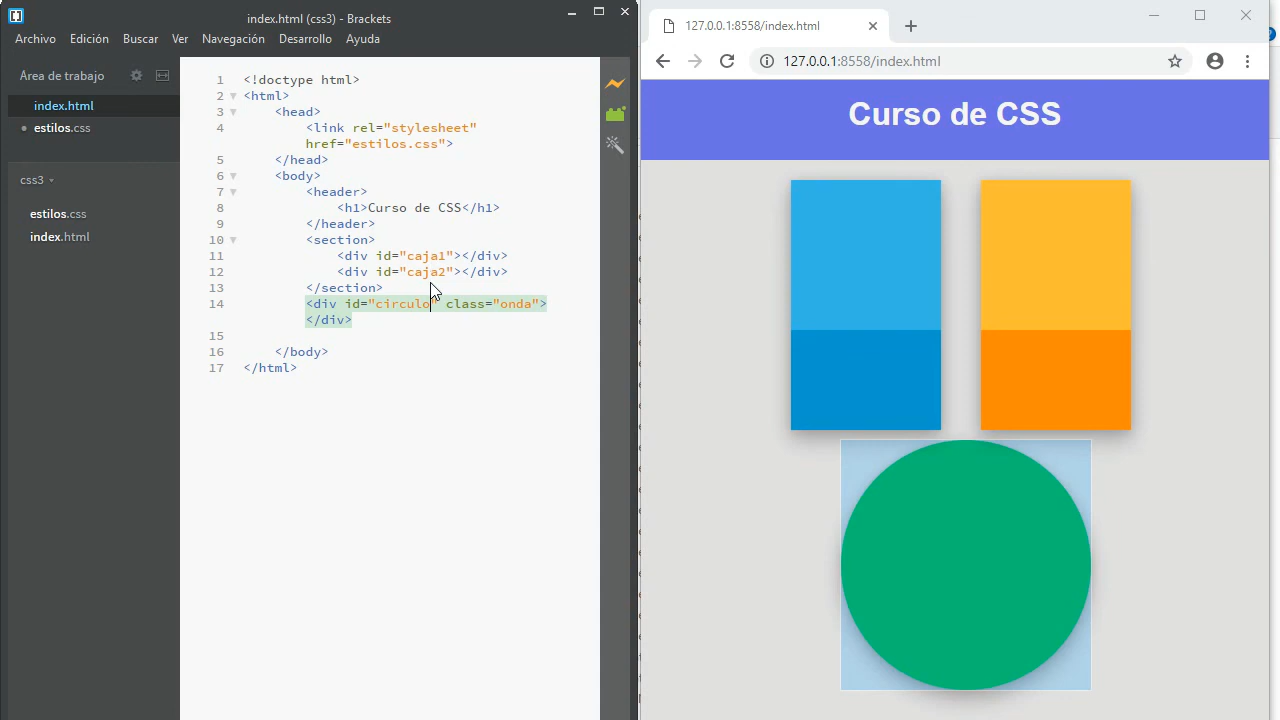 index.html (css3) - Brackets
Archivo Edición Buscar Ver Navegación Desarrollo Ayuda
Área de trabajo
index.html
estilos.css
css3
estilos.css
index.html
1 <!doctype html>
2 <html>
3 <head>
4 <link rel="stylesheet"
href="estilos.css">
5 </head>
6 <body>
7 <header>
8 <h1>Curso de CSS</h1>
9 </header>
10 <section>
11 <div id="caja1"></div>
12 <div id="caja2"></div>
13 </section>
14 <div id="circulo" class="onda">
</div>
15
16 </body>
17 </html>
127.0.0.1:8558/index.html
127.0.0.1:8558/index.html
Curso de CSS